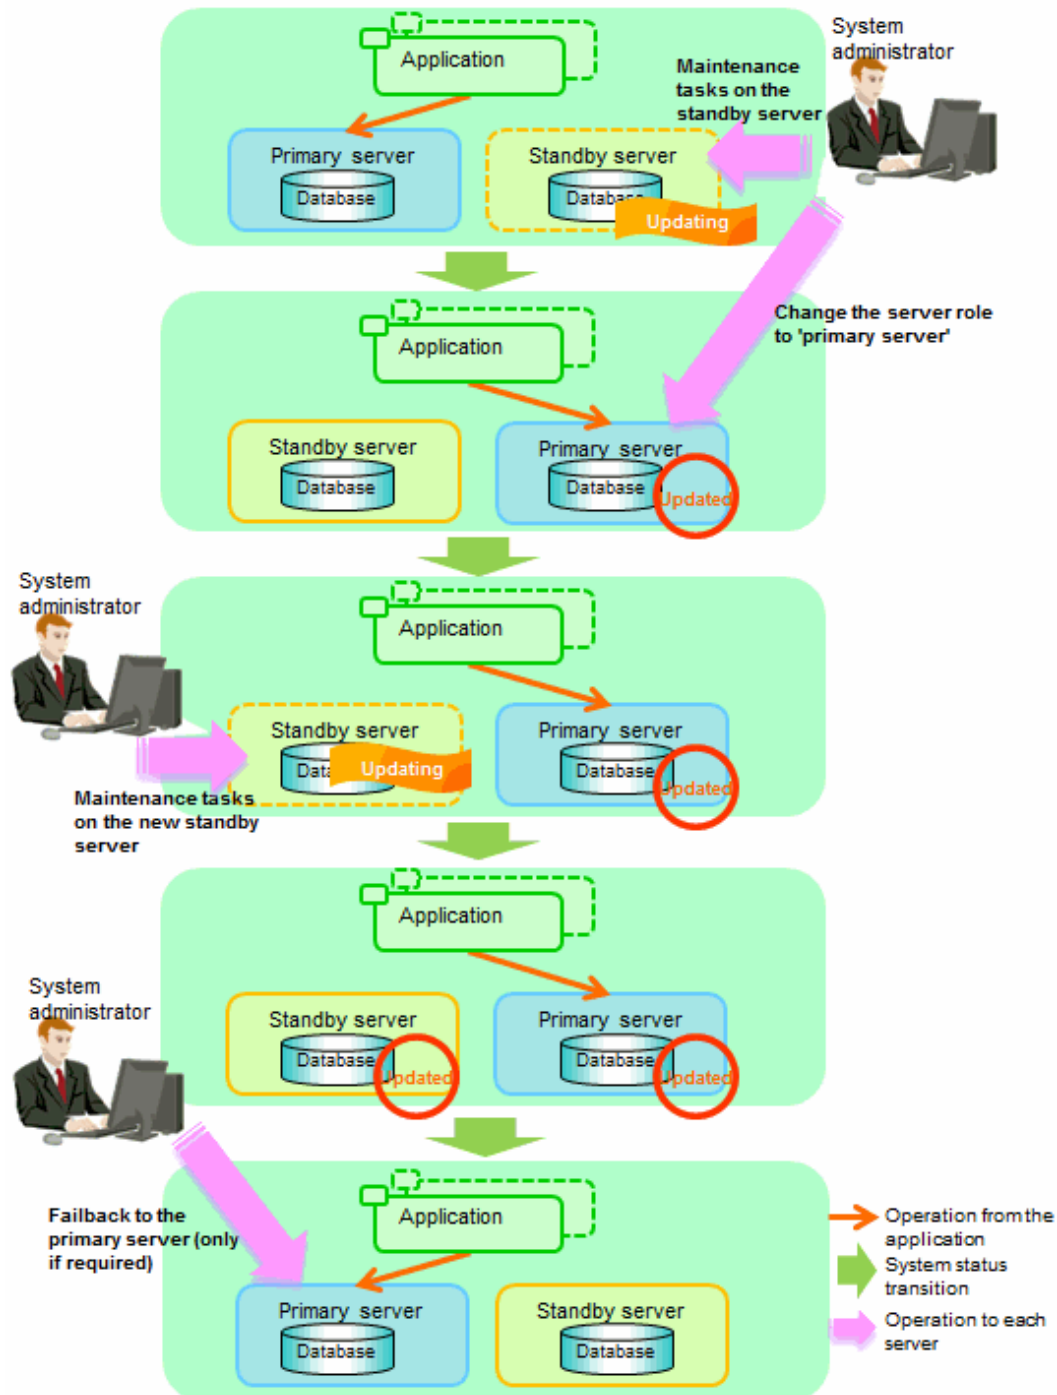 System
administrator
Application
Maintenance
tasks on the
standby server
Primary server
Database
Standby server
Database
Updating
Change the server role
to 'primary server'
Application
Standby server
Database
Primary server
Database
Updated
System
administrator
Application
Standby server
Data
Updating
Primary server
Database
Updated
Maintenance tasks
on the new standby
server
Application
System
administrator
Standby server
Database
Updated
Primary server
Database
Updated
Failback to the
primary server (only
if required)
Application
Primary server
Database
Standby server
Database
Operation from the
application
System status
transition
Operation to each
server